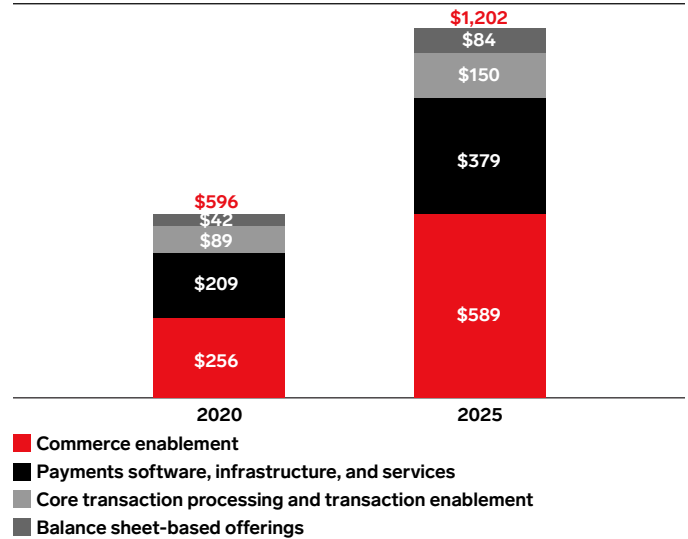 $1,202
$84
$150
$379
$596
$42
$89
$209
$589
$256
2020 2025
Commerce enablement
Payments software, infrastructure, and services
Core transaction processing and transaction enablement
Balance sheet-based offerings